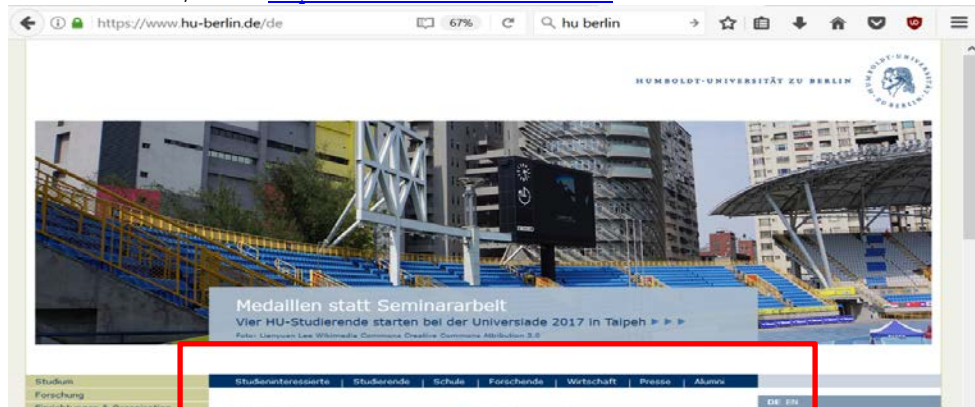 https://www.hu-berlin.de/de 67% hu berlin
HUMBOLDT-UNIVERSITÄT ZU BERLIN
Medaillen statt Seminararbeit
Vier HU-Studierende starten bei der Universiade 2017 in Taipeh
Foto: Lienyuan Lee Wikimedia Commons Creative Commons Attribution 3.0
Studieninteressierte | Studierende | Schule | Forschende | Wirtschaft | Presse | Alumni
Studium
Forschung
DE EN